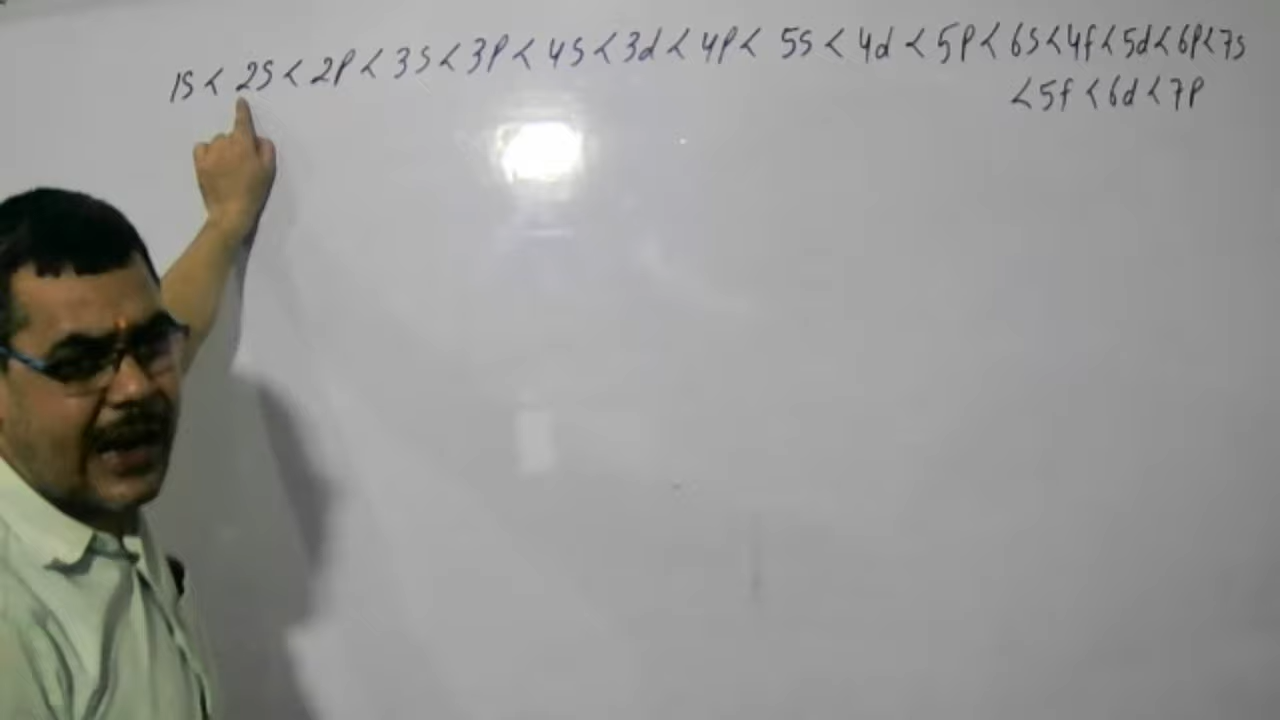 1S < 2S < 2P < 3S < 3P < 4S < 3d < 4P < 5S < 4d < 5P < 6S < 4f < 5d < 6P < 7S
< 5f < 6d < 7P